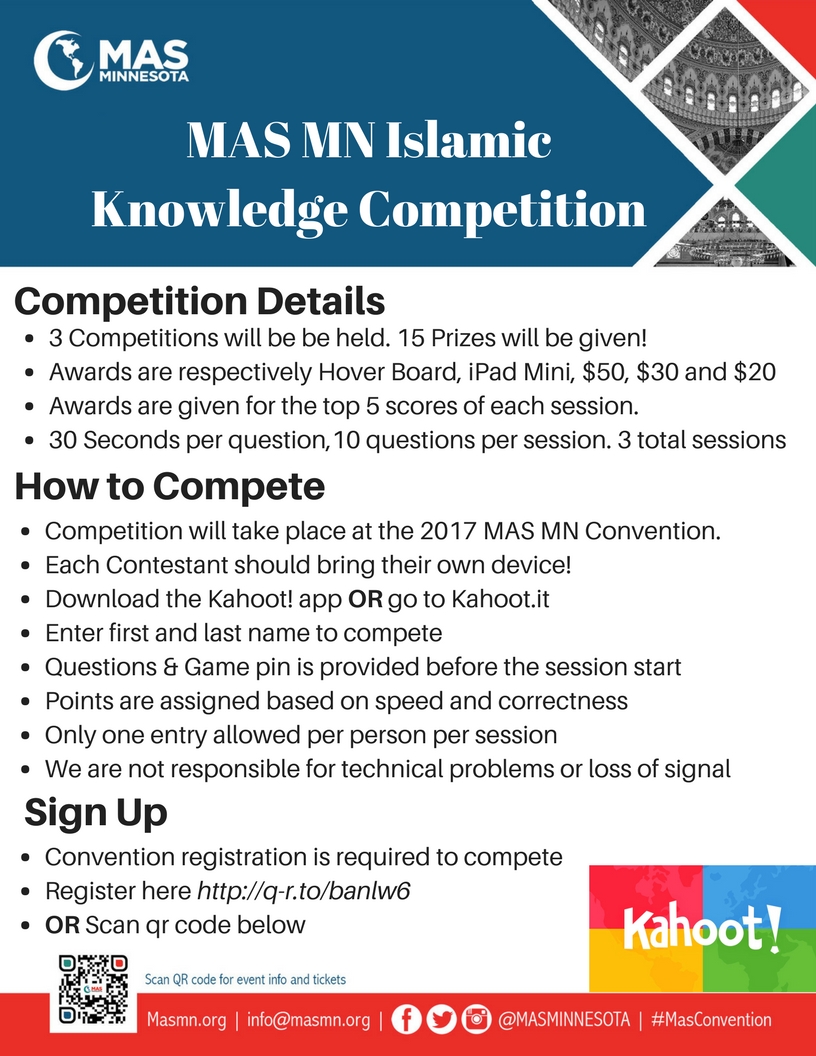 MAS
MINNESOTA
MAS MN Islamic
Knowledge Competition
Competition Details
• 3 Competitions will be be held. 15 Prizes will be given!
• Awards are respectively Hover Board, iPad Mini, $50, $30 and $20
• Awards are given for the top 5 scores of each session.
• 30 Seconds per question,10 questions per session. 3 total sessions
How to Compete
• Competition will take place at the 2017 MAS MN Convention.
• Each Contestant should bring their own device!
• Download the Kahoot! app OR go to Kahoot.it
• Enter first and last name to compete
• Questions & Game pin is provided before the session start
• Points are assigned based on speed and correctness
• Only one entry allowed per person per session
• We are not responsible for technical problems or loss of signal
Sign Up
• Convention registration is required to compete
• Register here http://q-r.to/banlw6
• OR Scan qr code below
Kahoot!
MAS
Scan QR code for event info and tickets
Masmn.org | info@masmn.org | @MASMINNESOTA | #MasConvention